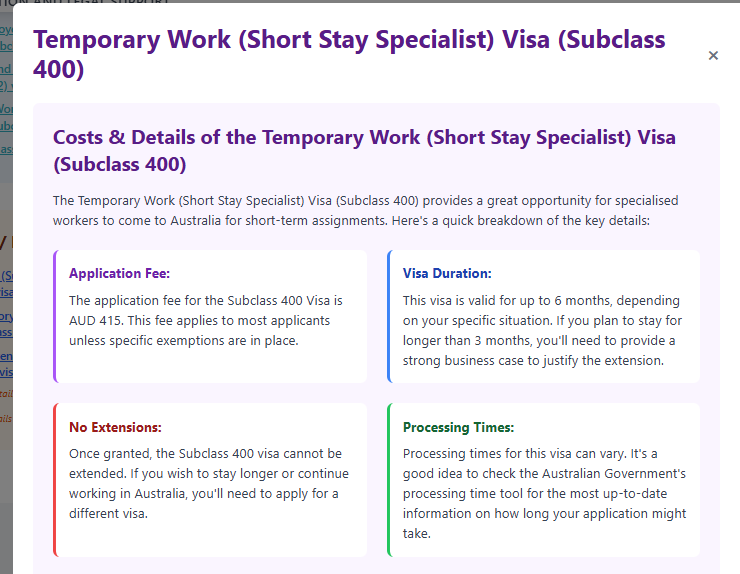 TION AND LEGAL SUPPORT
Temporary Work (Short Stay Specialist) Visa (Subclass
400)
×
Costs & Details of the Temporary Work (Short Stay Specialist) Visa
(Subclass 400)
The Temporary Work (Short Stay Specialist) Visa (Subclass 400) provides a great opportunity for specialised
workers to come to Australia for short-term assignments. Here's a quick breakdown of the key details:
Application Fee:
The application fee for the Subclass 400 Visa is
AUD 415. This fee applies to most applicants
unless specific exemptions are in place.
Visa Duration:
This visa is valid for up to 6 months, depending
on your specific situation. If you plan to stay for
longer than 3 months, you'll need to provide a
strong business case to justify the extension.
No Extensions:
Once granted, the Subclass 400 visa cannot be
extended. If you wish to stay longer or continue
working in Australia, you'll need to apply for a
different visa.
Processing Times:
Processing times for this visa can vary. It's a
good idea to check the Australian Government's
processing time tool for the most up-to-date
information on how long your application might
take.